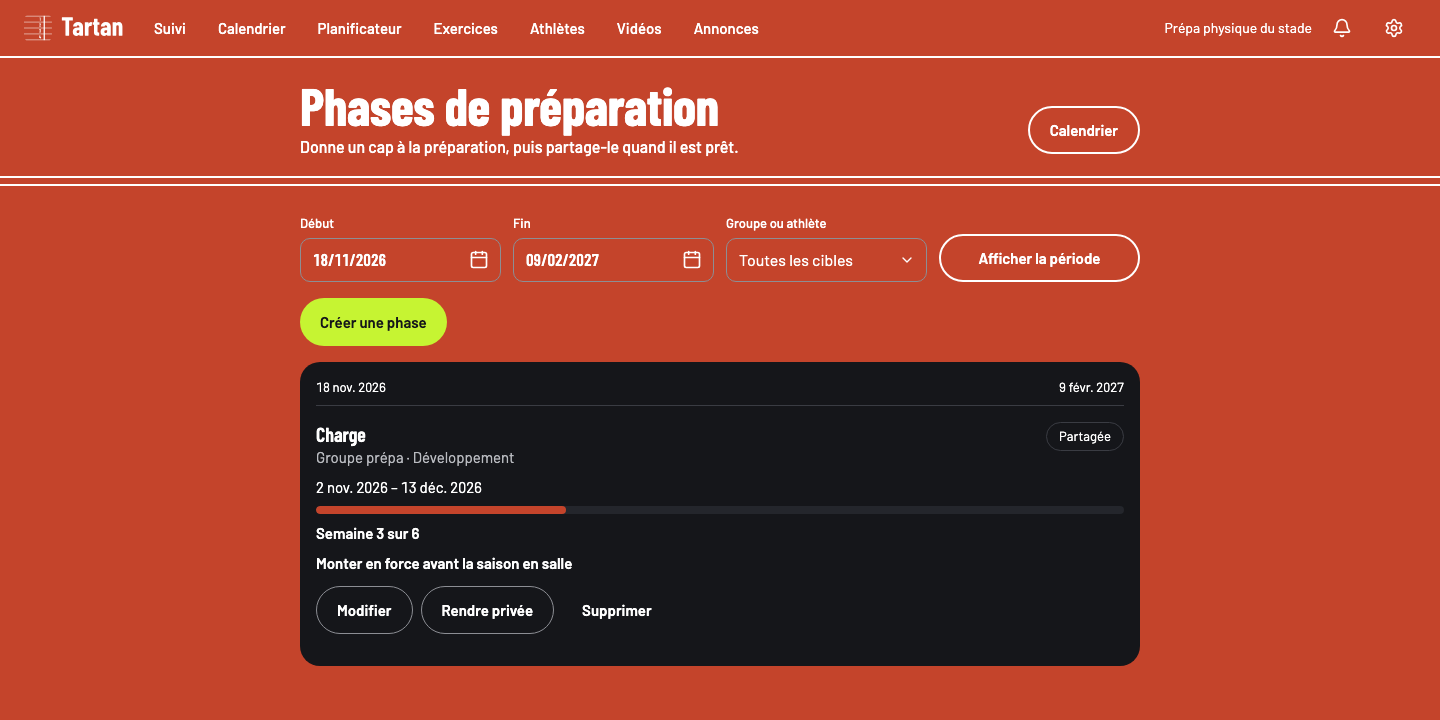 Tartan
Suivi
Calendrier
Planificateur
Exercices
Athlètes
Vidéos
Annonces
Prépa physique du stade
Phases de préparation
Donne un cap à la préparation, puis partage-le quand il est prêt.
Calendrier
Début
Fin
Groupe ou athlète
18/11/2026
09/02/2027
Toutes les cibles
Afficher la période
Créer une phase
18 nov. 2026
9 févr. 2027
Charge
Partagée
Groupe prépa · Développement
2 nov. 2026 – 13 déc. 2026
Semaine 3 sur 6
Monter en force avant la saison en salle
Modifier
Rendre privée
Supprimer